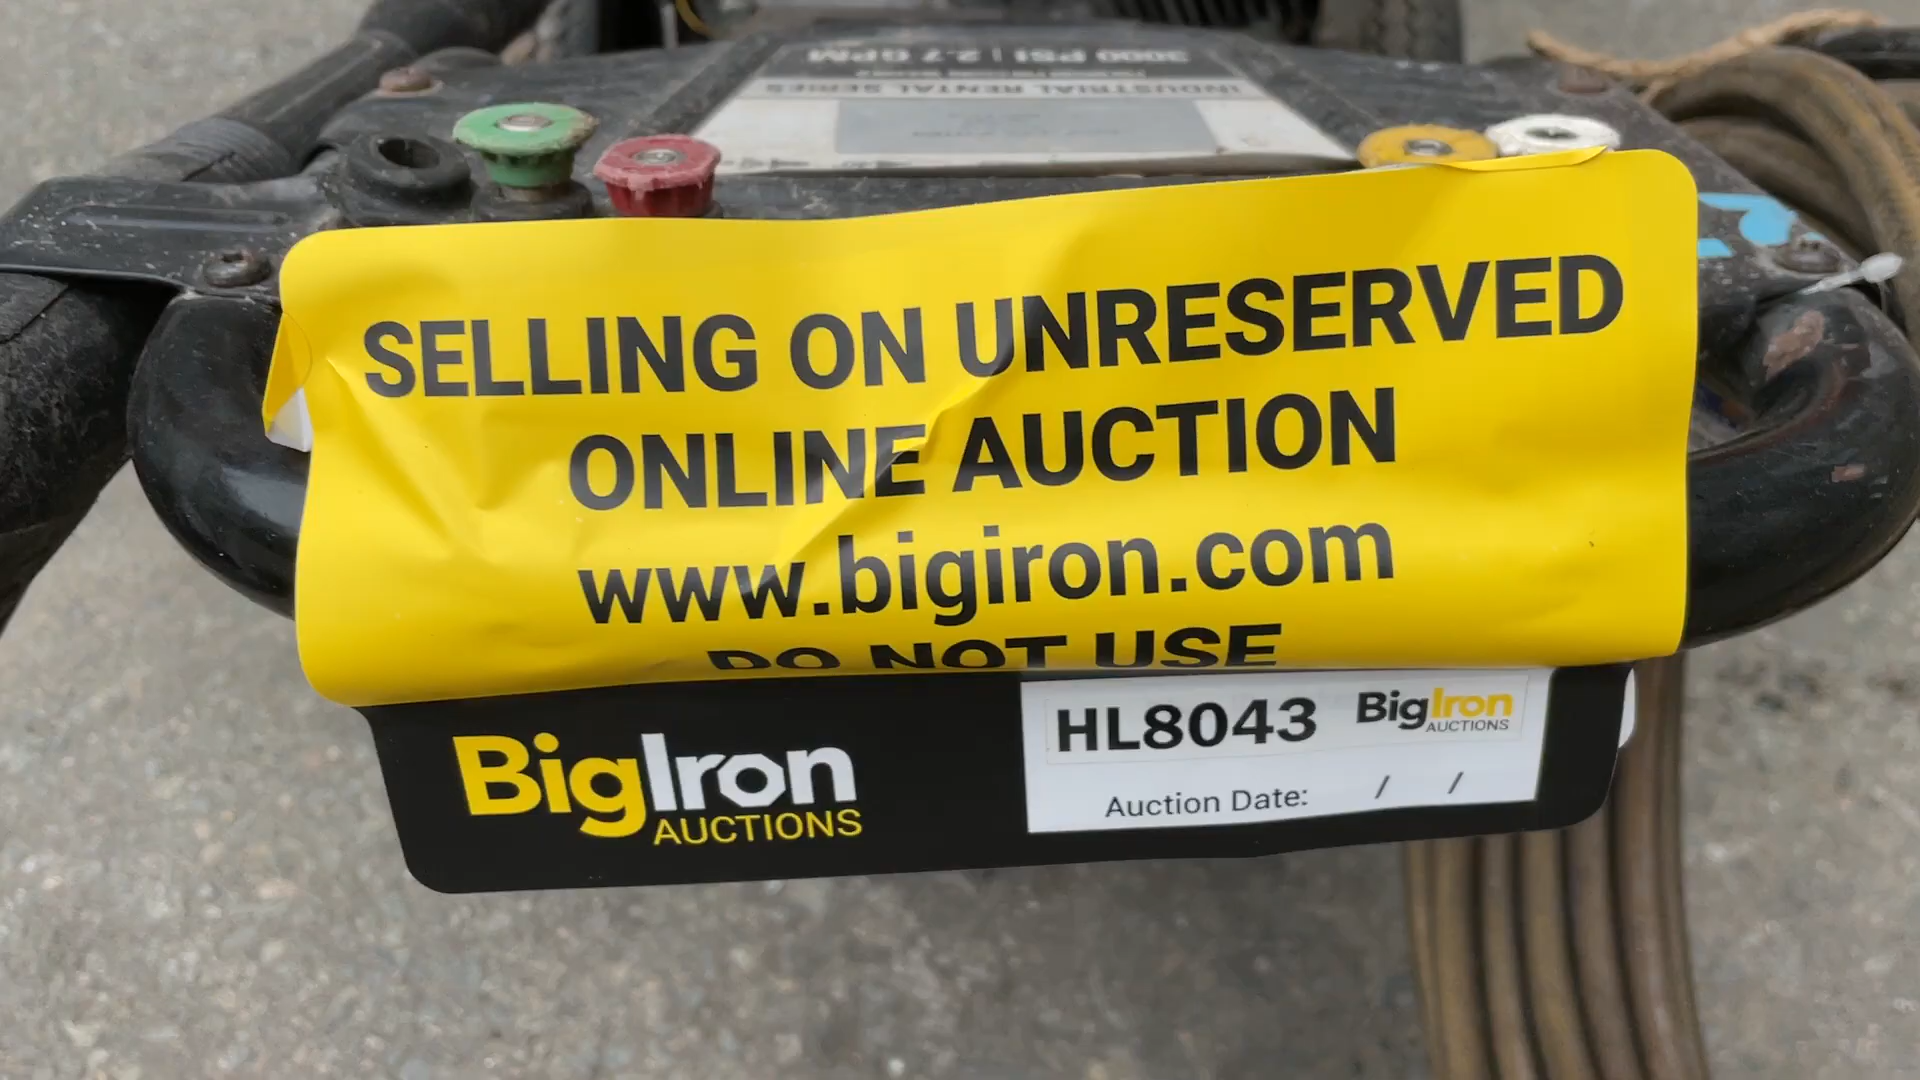 3000 PSI | 2.7 GPM
INDUSTRIAL RENTAL SERIES
SELLING ON UNRESERVED
ONLINE AUCTION
www.bigiron.com
DO NOT USE
BigIron
AUCTIONS
HL8043
BigIron
AUCTIONS
Auction Date: / /